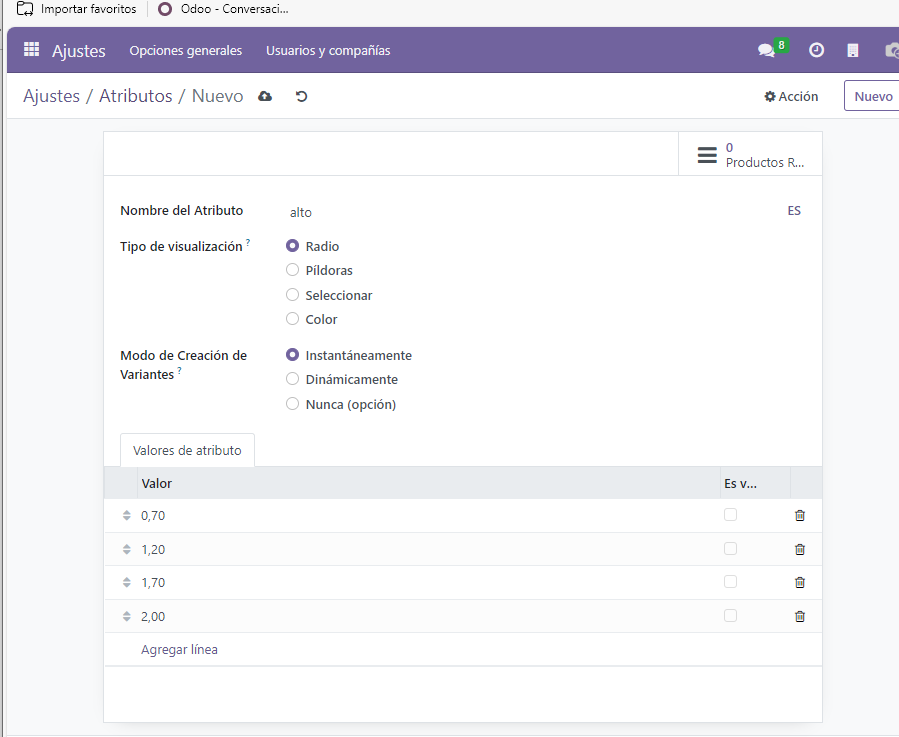 Importar favoritos Odoo - Conversaci...
Ajustes Opciones generales Usuarios y compañías 8
Ajustes / Atributos / Nuevo Acción Nuevo
0
Productos R...
Nombre del Atributo alto ES
Tipo de visualización ? Radio
Píldoras
Seleccionar
Color
Modo de Creación de Instantáneamente
Variantes ? Dinámicamente
Nunca (opción)
Valores de atributo
Valor Es v...
0,70
1,20
1,70
2,00
Agregar línea